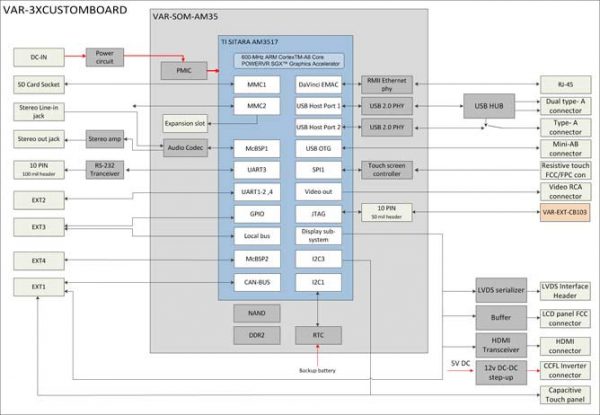 VAR-3XCUSTOMBOARD
VAR-SOM-AM35
TI SITARA AM3517
600-MHz ARM CortexTM-A8 Core
POWERVR SGX™ Graphics Accelerator
DC-IN
Power
circuit
PMIC
SD Card Socket
MMC1
DaVinci EMAC
RMII Ethernet
phy
RJ-45
Stereo Line-in
jack
MMC2
USB Host Port 1
USB 2.0 PHY
USB HUB
Dual type- A
connector
Expansion slot
USB Host Port 2
USB 2.0 PHY
Type- A
connector
Stereo out jack
Stereo amp
Audio Codec
McBSP1
USB OTG
Mini-AB
connector
10 PIN
100 mil header
RS-232
Tranceiver
UART3
SPI1
Touch screen
controller
Resistive touch
FCC/FPC con
EXT2
UART1-2 ,4
Video out
Video RCA
connector
EXT3
GPIO
JTAG
10 PIN
50 mil header
VAR-EXT-CB103
Local bus
Display sub-
system
EXT4
McBSP2
I2C3
EXT1
CAN-BUS
I2C1
LVDS serializer
LVDS Interface
Header
NAND
Buffer
LCD panel FCC
connector
DDR2
RTC
HDMI
Transceiver
HDMI
connector
Backup battery
5V DC
12v DC-DC
step-up
CCFL Inverter
connector
Capacitive
Touch panel